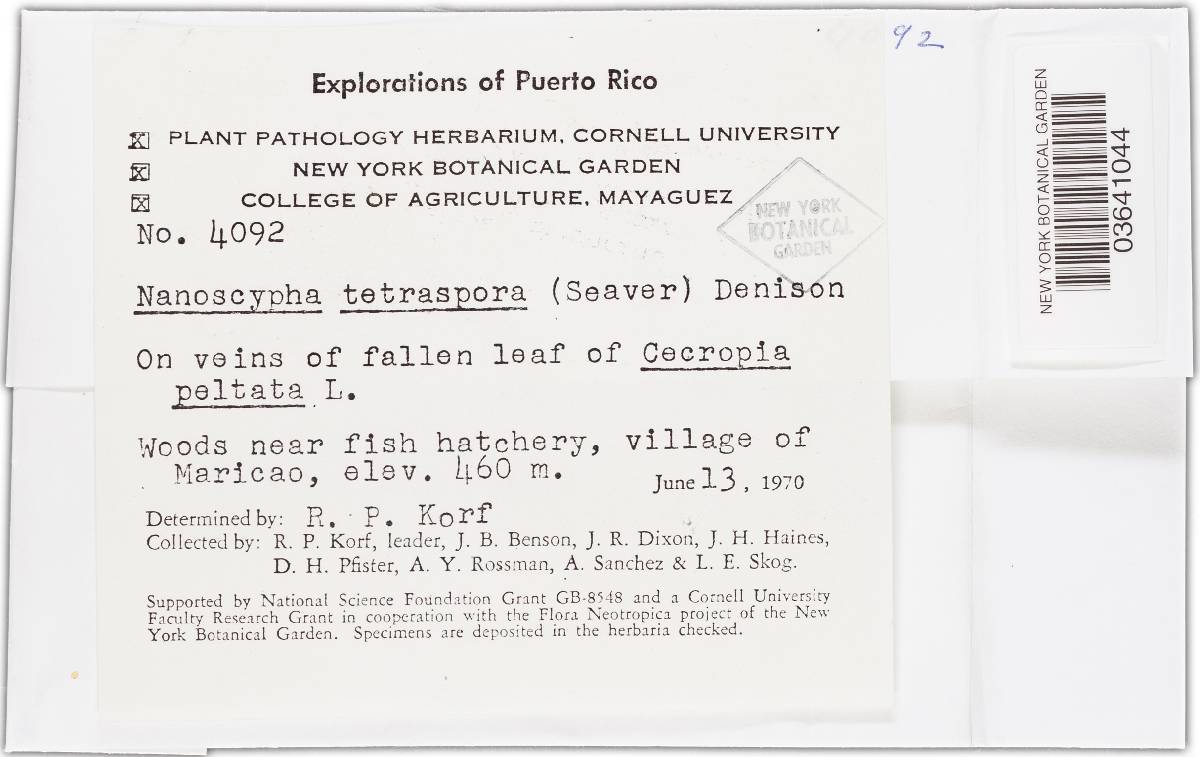 92
Explorations of Puerto Rico
☒ PLANT PATHOLOGY HERBARIUM, CORNELL UNIVERSITY
☒ NEW YORK BOTANICAL GARDEN
☒ COLLEGE OF AGRICULTURE, MAYAGUEZ
No. 4092
NEW YORK
BOTANICAL
GARDEN
Nanoscypha tetraspora (Seaver) Denison
On veins of fallen leaf of Cecropia
peltata L.
Woods near fish hatchery, village of
Maricao, elev. 460 m.
June 13, 1970
Determined by: R. P. Korf
Collected by: R. P. Korf, leader, J. B. Benson, J. R. Dixon, J. H. Haines,
D. H. Pfister, A. Y. Rossman, A. Sanchez & L. E. Skog.
Supported by National Science Foundation Grant GB-8548 and a Cornell University
Faculty Research Grant in cooperation with the Flora Neotropica project of the New
York Botanical Garden. Specimens are deposited in the herbaria checked.
NEW YORK BOTANICAL GARDEN
03641044